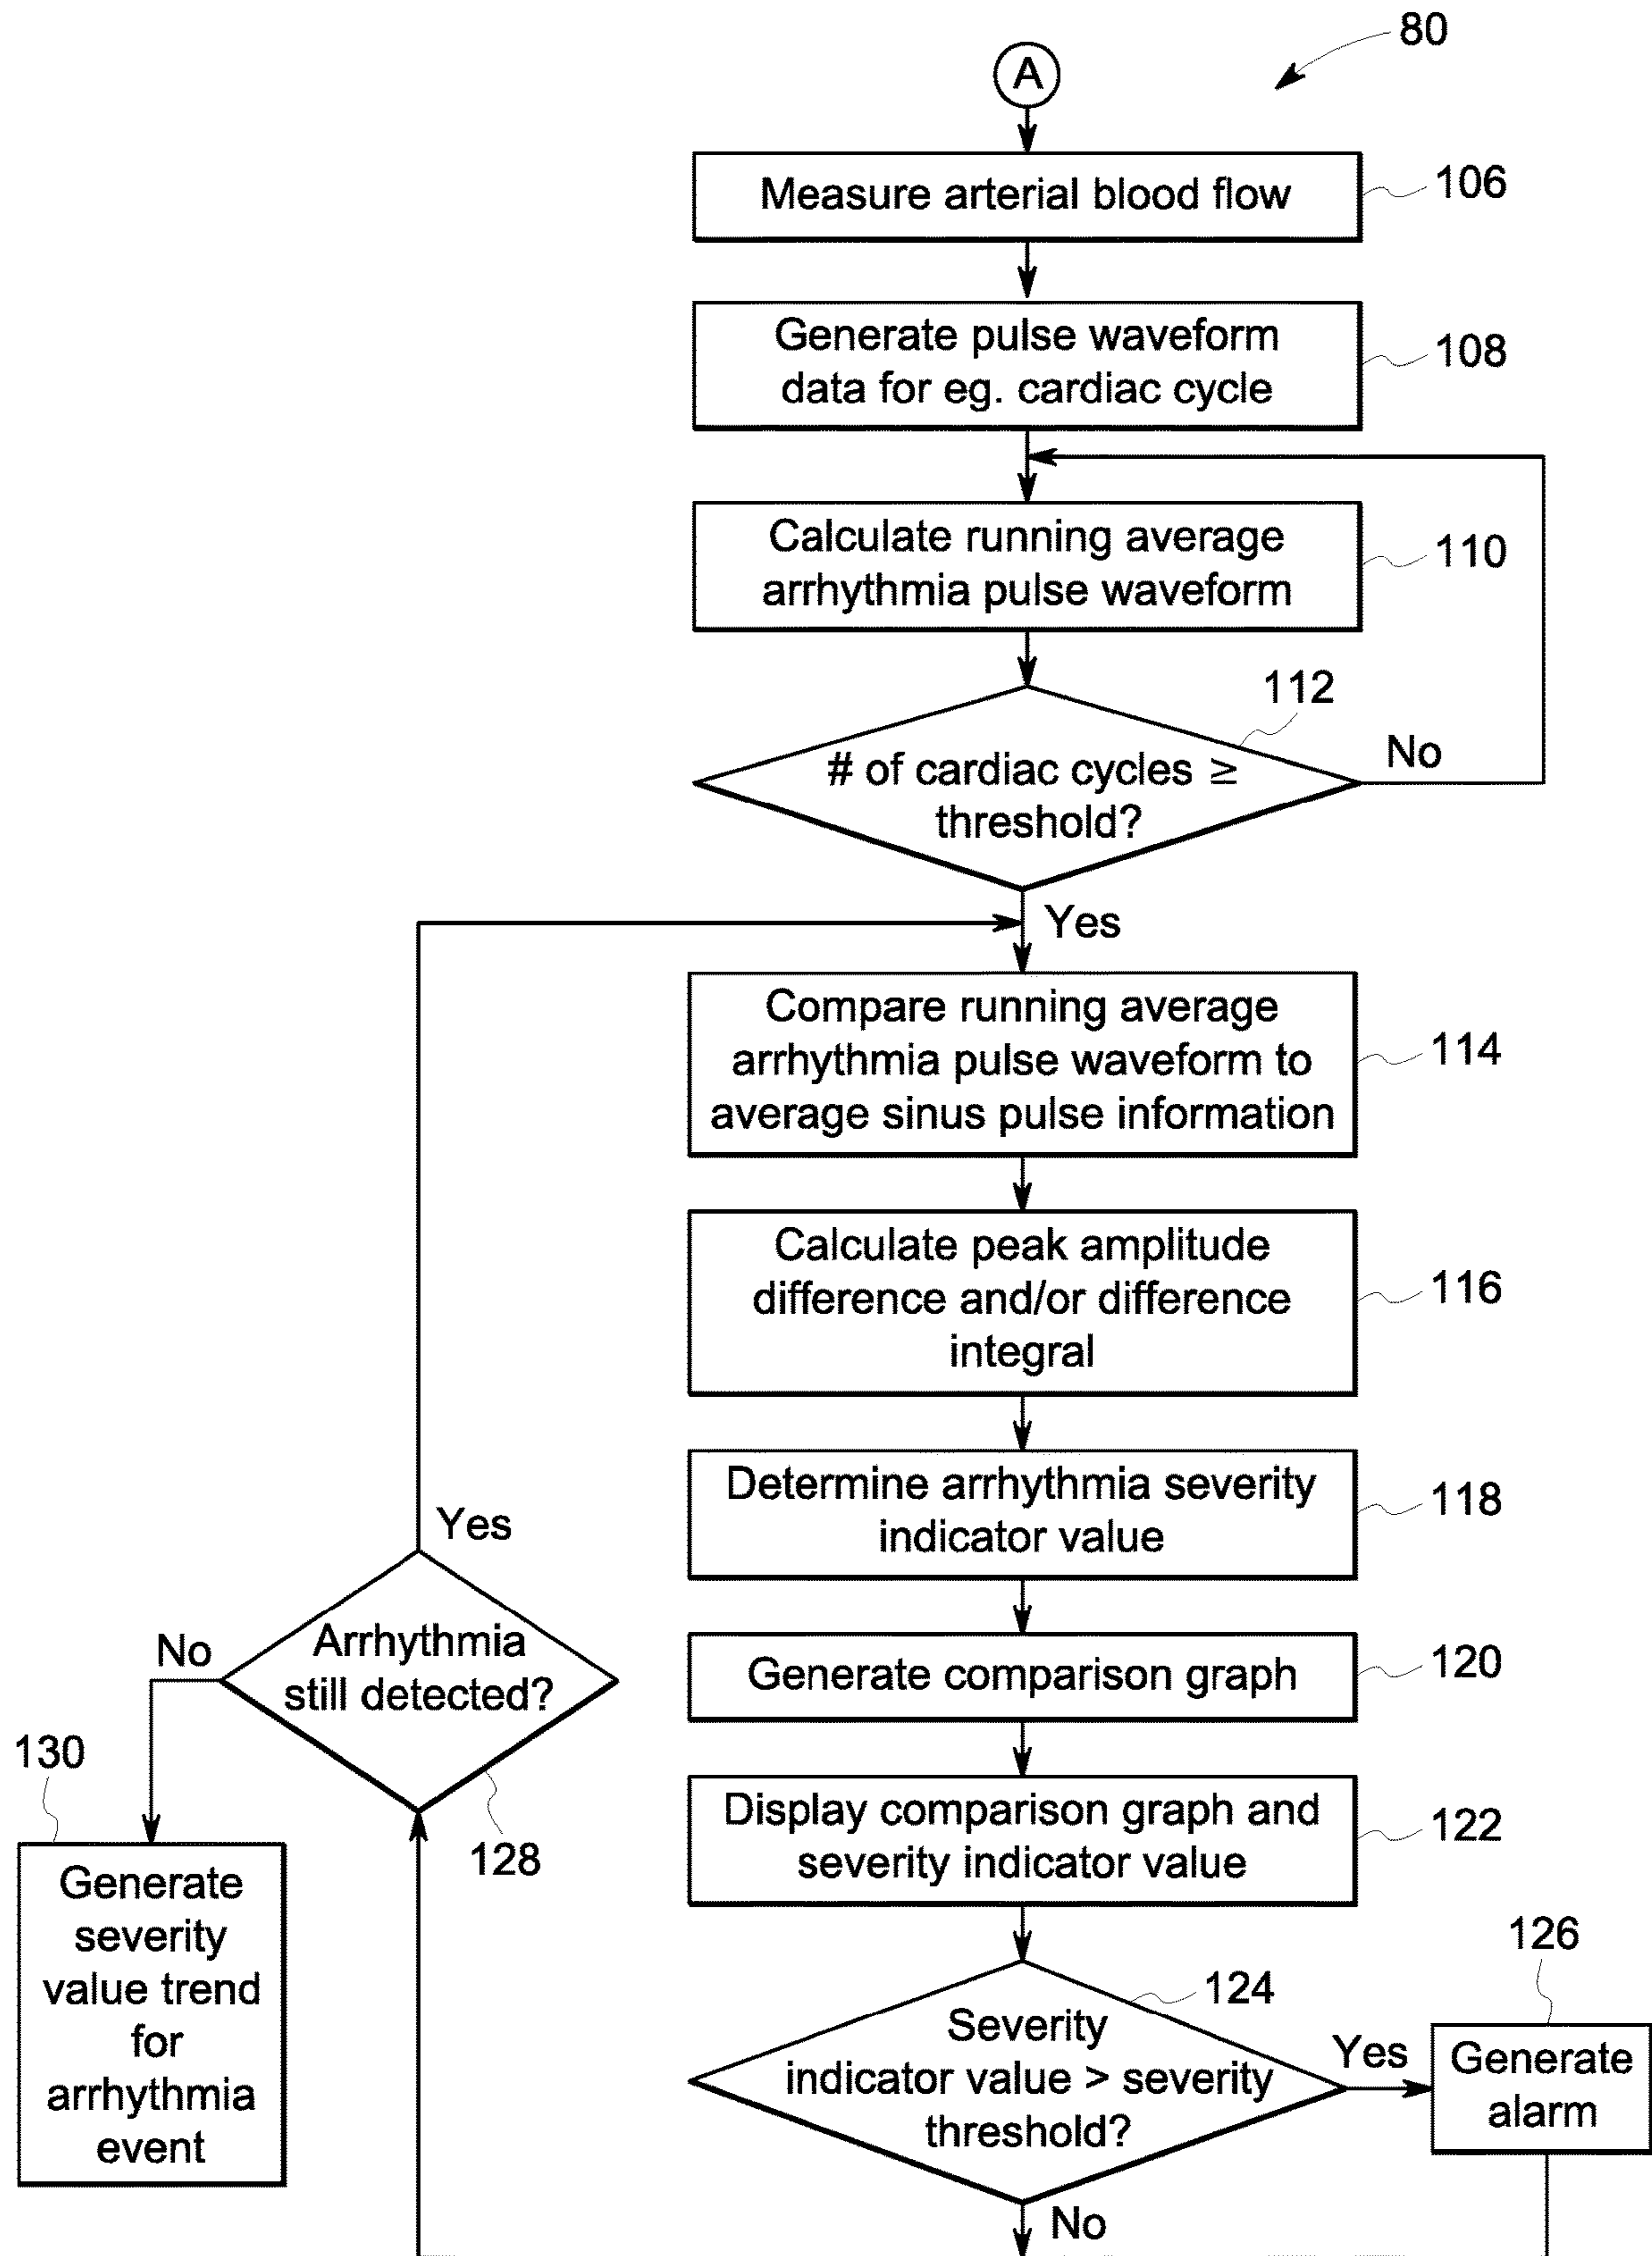 80
A
Measure arterial blood flow
106
Generate pulse waveform
data for eg. cardiac cycle
108
Calculate running average
arrhythmia pulse waveform
110
112
# of cardiac cycles ≥
threshold?
No
Yes
Compare running average
arrhythmia pulse waveform to
average sinus pulse information
114
Calculate peak amplitude
difference and/or difference
integral
116
Determine arrhythmia severity
indicator value
118
Generate comparison graph
120
Display comparison graph and
severity indicator value
122
124
Severity
indicator value > severity
threshold?
Yes
126
Generate
alarm
No
Yes
Arrhythmia
still detected?
128
No
130
Generate
severity
value trend
for
arrhythmia
event